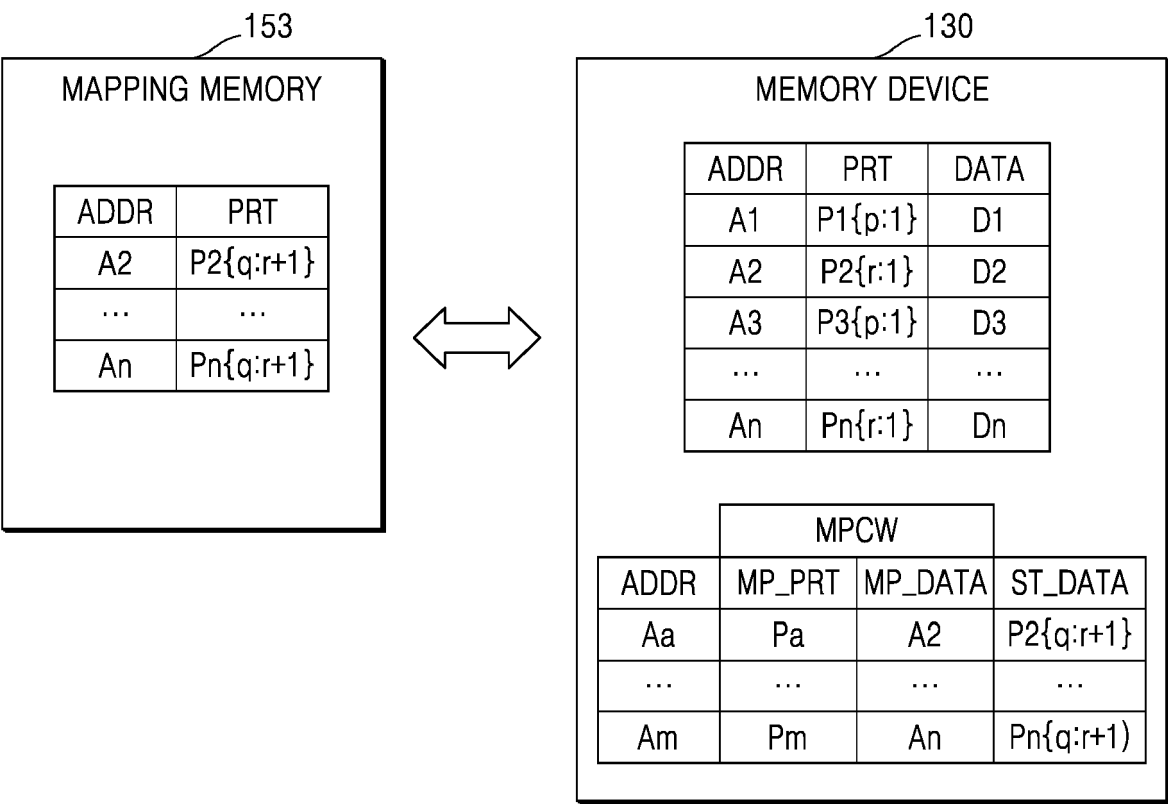 153
MAPPING MEMORY
ADDR PRT
A2 P2{q:r+1}
... ...
An Pn{q:r+1}
130
MEMORY DEVICE
ADDR PRT DATA
A1 P1{p:1} D1
A2 P2{r:1} D2
A3 P3{p:1} D3
... ... ...
An Pn{r:1} Dn
MPCW
ADDR MP_PRT MP_DATA ST_DATA
Aa Pa A2 P2{q:r+1}
... ... ... ...
Am Pm An Pn{q:r+1)